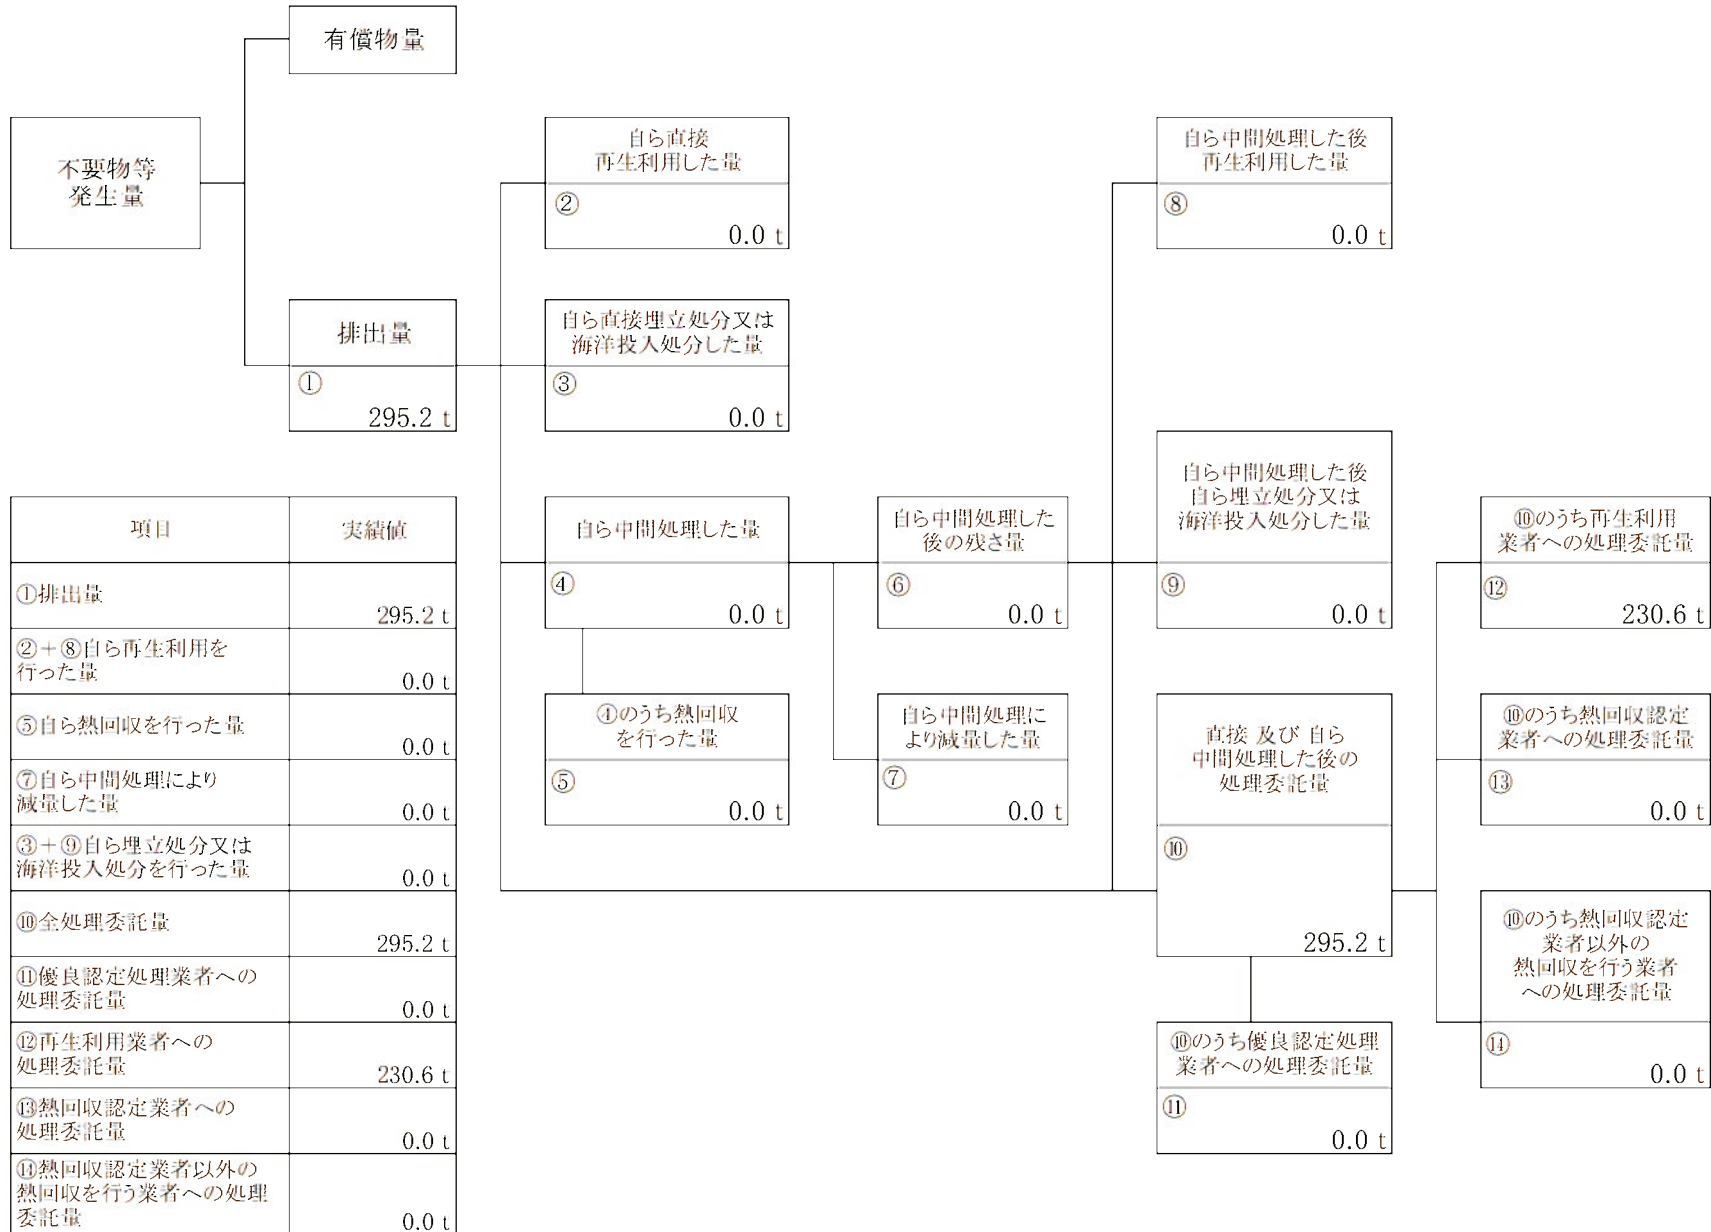 有償物量
不要物等
発生量
排出量
①
295.2 t
自ら直接
再生利用した量
②
0.0 t
自ら直接埋立処分又は
海洋投入処分した量
③
0.0 t
自ら中間処理した量
④
0.0 t
④のうち熱回収
を行った量
⑤
0.0 t
自ら中間処理した
後の残さ量
⑥
0.0 t
自ら中間処理に
より減量した量
⑦
0.0 t
自ら中間処理した後
再生利用した量
⑧
0.0 t
自ら中間処理した後
自ら埋立処分又は
海洋投入処分した量
⑨
0.0 t
直接 及び 自ら
中間処理した後の
処理委託量
⑩
295.2 t
⑩のうち優良認定処理
業者への処理委託量
⑪
0.0 t
⑩のうち再生利用
業者への処理委託量
⑫
230.6 t
⑩のうち熱回収認定
業者への処理委託量
⑬
0.0 t
⑩のうち熱回収認定
業者以外の
熱回収を行う業者
への処理委託量
⑭
0.0 t
項目 実績値
①排出量
295.2 t
②＋⑧自ら再生利用を
行った量
0.0 t
⑤自ら熱回収を行った量
0.0 t
⑦自ら中間処理により
減量した量
0.0 t
③＋⑨自ら埋立処分又は
海洋投入処分を行った量
0.0 t
⑩全処理委託量
295.2 t
⑪優良認定処理業者への
処理委託量
0.0 t
⑫再生利用業者への
処理委託量
230.6 t
⑬熱回収認定業者への
処理委託量
0.0 t
⑭熱回収認定業者以外の
熱回収を行う業者への処理
委託量
0.0 t